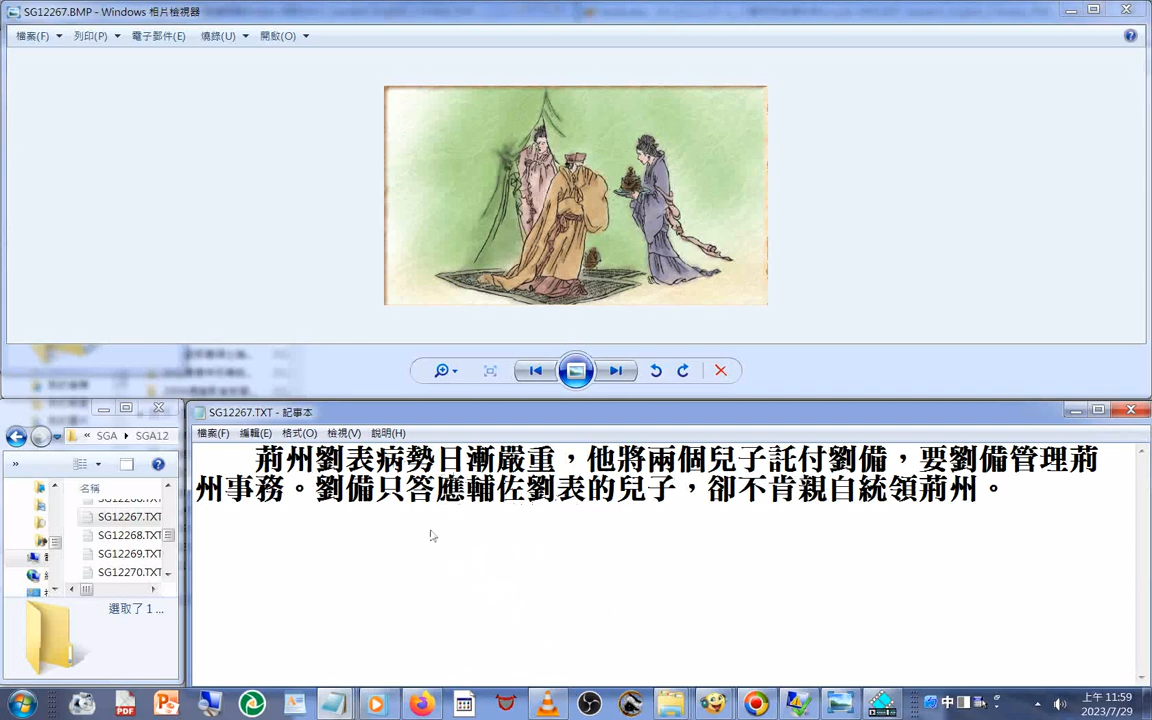 SG12267.BMP - Windows 相片檢視器
檔案(F) 列印(P) 電子郵件(E) 燒錄(U) 開啟(O)
SG12267.TXT - 記事本
檔案(F) 編輯(E) 格式(O) 檢視(V) 說明(H)
荊州劉表病勢日漸嚴重，他將兩個兒子託付劉備，要劉備管理荊
州事務。劉備只答應輔佐劉表的兒子，卻不肯親自統領荊州。
« SGA ▸ SGA12
»
名稱
SG12267.TXT
SG12268.TXT
SG12269.TXT
SG12270.TXT
選取了 1 ...
PDF
中
上午 11:59
2023/7/29